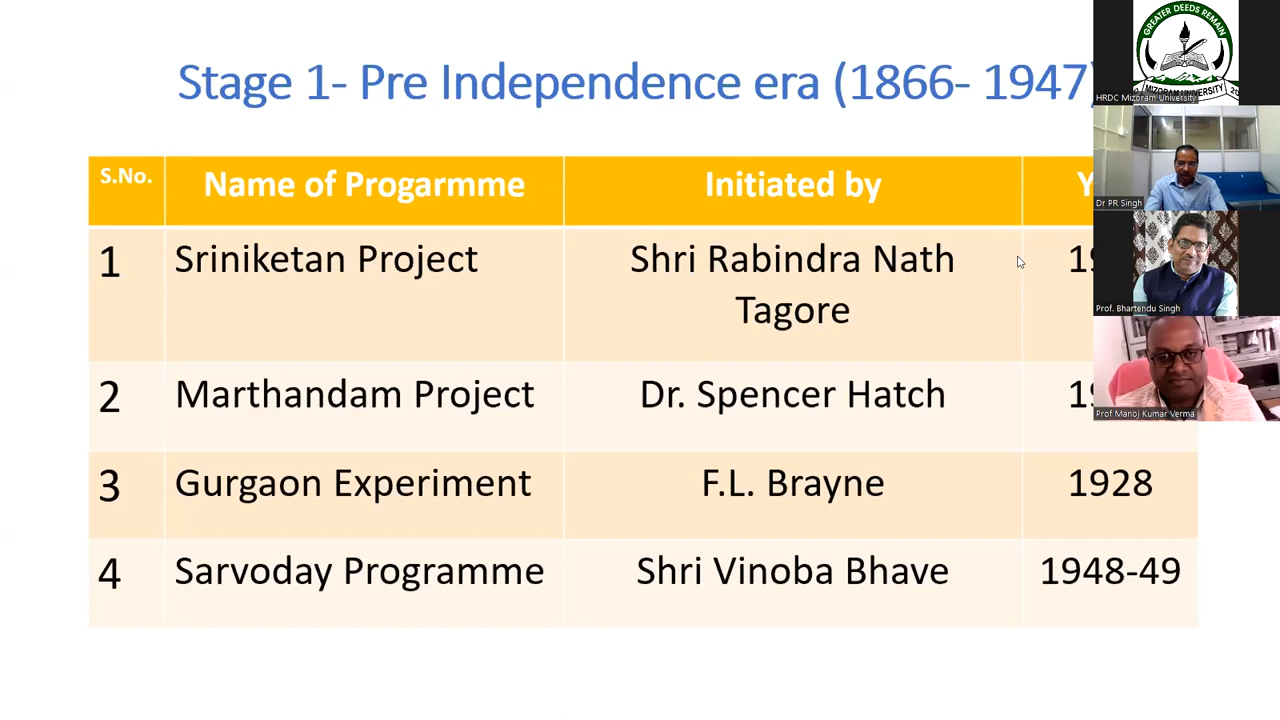 Stage 1- Pre Independence era (1866- 1947)
S.No.
Name of Progarmme
Initiated by
1
Sriniketan Project
Shri Rabindra Nath
Tagore
2
Marthandam Project
Dr. Spencer Hatch
3
Gurgaon Experiment
F.L. Brayne
1928
4
Sarvoday Programme
Shri Vinoba Bhave
1948-49
GREATER DEEDS REMAIN
MIZORAM UNIVERSITY
HRDC Mizoram University
Dr PR Singh
Prof. Bhartendu Singh
Prof Manoj Kumar Verma